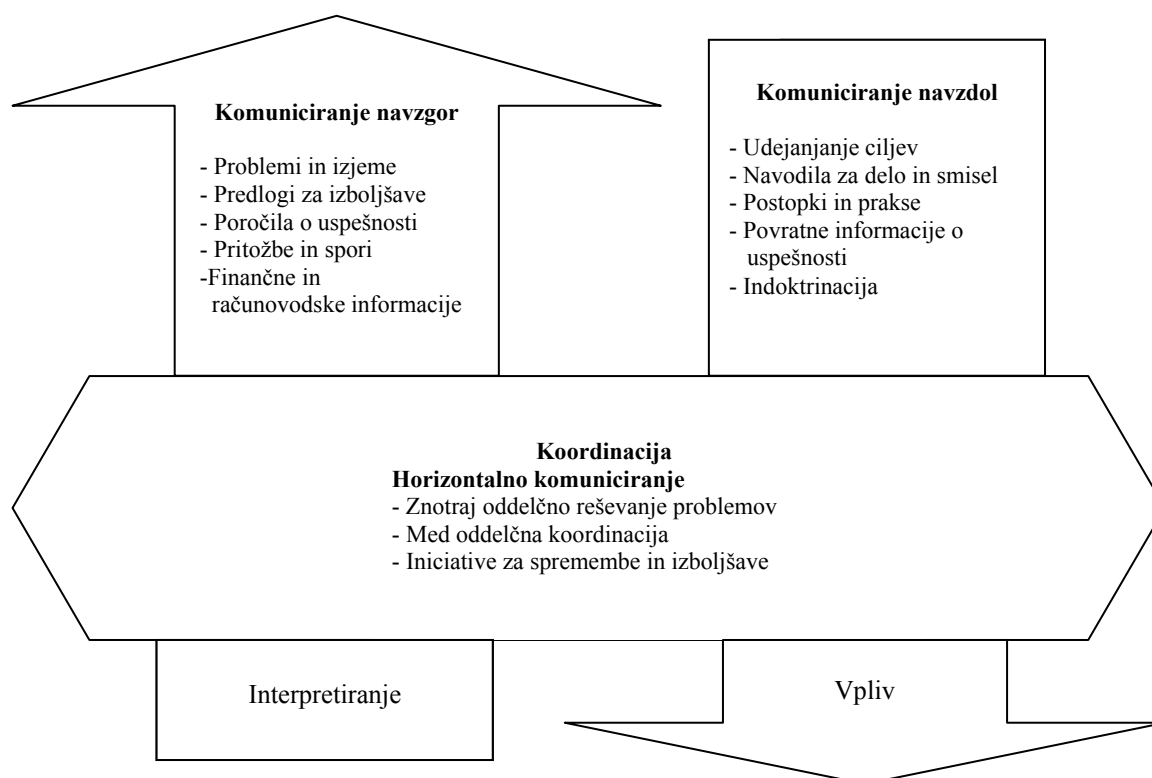 Komuniciranje navzgor
- Problemi in izjeme
- Predlogi za izboljšave
- Poročila o uspešnosti
- Pritožbe in spori
-Finančne in
računovodske informacije
Komuniciranje navzdol
- Udejanjanje ciljev
- Navodila za delo in smisel
- Postopki in prakse
- Povratne informacije o
uspešnosti
- Indoktrinacija
Koordinacija
Horizontalno komuniciranje
- Znotraj oddelčno reševanje problemov
- Med oddelčna koordinacija
- Iniciative za spremembe in izboljšave
Interpretiranje
Vpliv